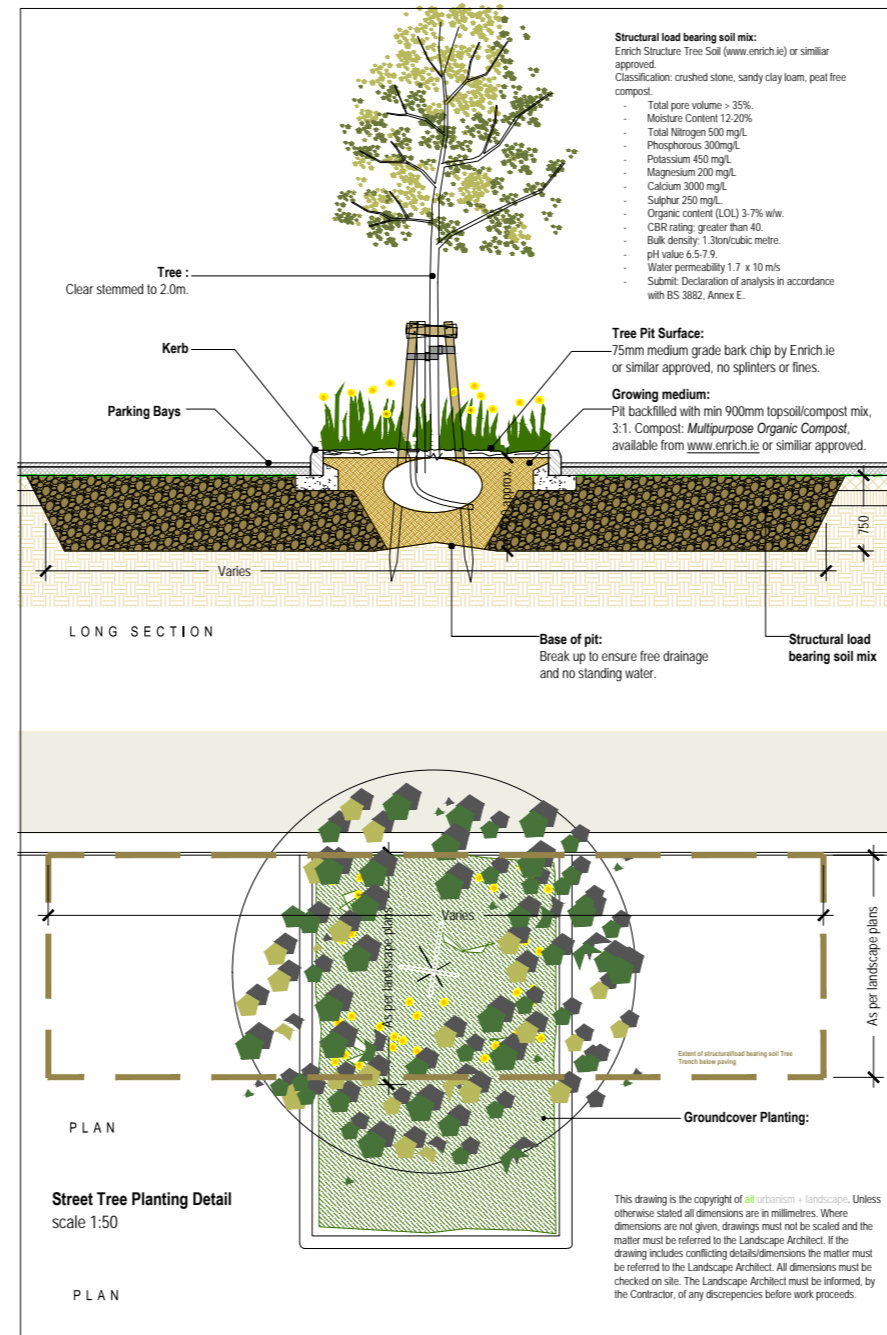 Structural load bearing soil mix:
Enrich Structure Tree Soil (www.enrich.ie) or similiar
approved.
Classification: crushed stone, sandy clay loam, peat free
compost.
- Total pore volume > 35%.
- Moisture Content 12-20%
- Total Nitrogen 500 mg/L
- Phosphorous 300mg/L
- Potassium 450 mg/L
- Magnesium 200 mg/L
- Calcium 3000 mg/L
- Sulphur 250 mg/L.
- Organic content (LOL) 3-7% w/w.
- CBR rating: greater than 40.
- Bulk density: 1.3ton/cubic metre.
- pH value 6.5-7.9.
- Water permeability 1.7 x 10 m/s
- Submit: Declaration of analysis in accordance
with BS 3882, Annex E.
Tree :
Clear stemmed to 2.0m.
Kerb
Parking Bays
Tree Pit Surface:
75mm medium grade bark chip by Enrich.ie
or similar approved, no splinters or fines.
Growing medium:
Pit backfilled with min 900mm topsoil/compost mix,
3:1. Compost: Multipurpose Organic Compost,
available from www.enrich.ie or similiar approved.
approx.
750
Varies
LONG SECTION
Base of pit:
Break up to ensure free drainage
and no standing water.
Structural load
bearing soil mix
Varies
As per landscape plans
As per landscape plans
Extent of structural/load bearing soil Tree
Trench below paving
Groundcover Planting:
PLAN
Street Tree Planting Detail
scale 1:50
PLAN
This drawing is the copyright of áit urbanism + landscape. Unless
otherwise stated all dimensions are in millimetres. Where
dimensions are not given, drawings must not be scaled and the
matter must be referred to the Landscape Architect. If the
drawing includes conflicting details/dimensions the matter must
be referred to the Landscape Architect. All dimensions must be
checked on site. The Landscape Architect must be informed, by
the Contractor, of any discrepancies before work proceeds.